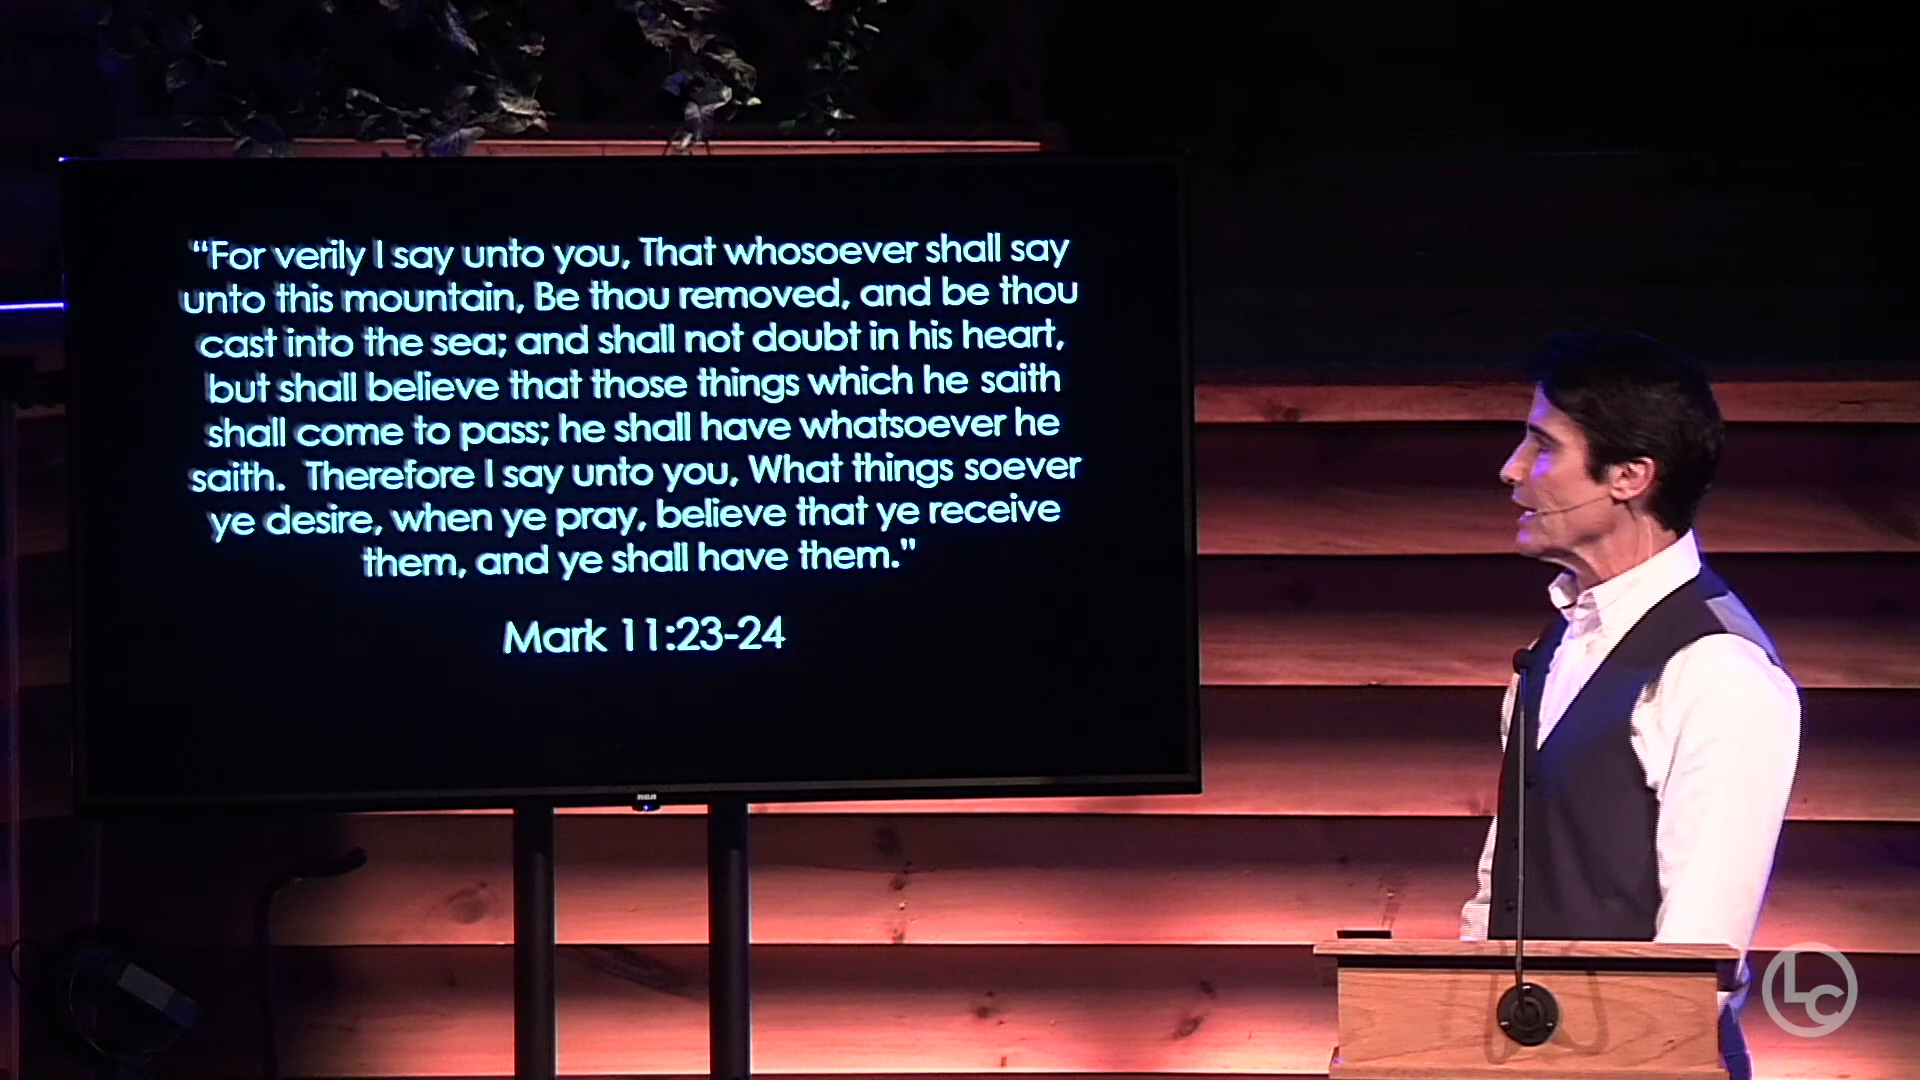 “For verily I say unto you, That whosoever shall say
unto this mountain, Be thou removed, and be thou
cast into the sea; and shall not doubt in his heart,
but shall believe that those things which he saith
shall come to pass; he shall have whatsoever he
saith.  Therefore I say unto you, What things soever
ye desire, when ye pray, believe that ye receive
them, and ye shall have them."
Mark 11:23-24
RCA
LC